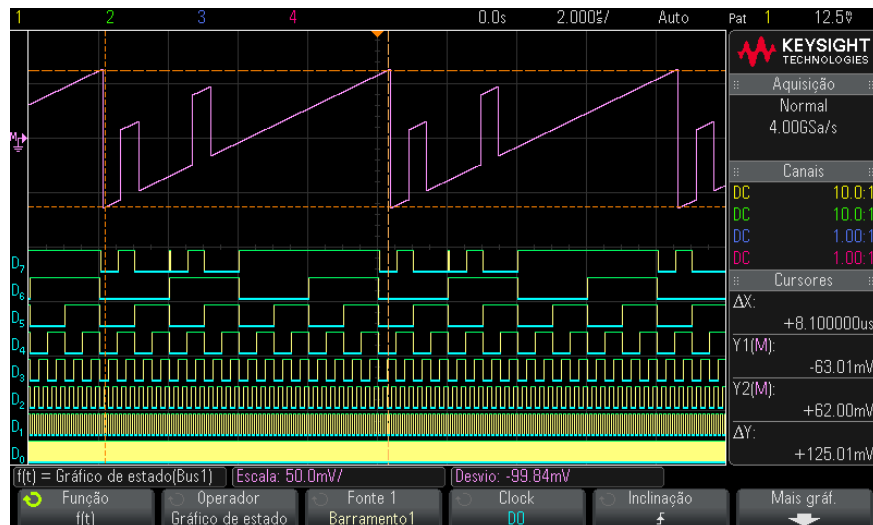 1 2 3 4 0.0s 2.000㎲/ Auto Pat 1 12.5V
KEYSIGHT
TECHNOLOGIES
Aquisição
Normal
4.00GSa/s
Canais
DC 10.0:1
DC 10.0:1
DC 1.00:1
DC 1.00:1
Cursores
ΔX:
+8.100000us
Y1(M):
-63.01mV
Y2(M):
+62.00mV
ΔY:
+125.01mV
M
D7
D6
D5
D4
D3
D2
D1
D0
f(t) = Gráfico de estado(Bus1) Escala: 50.0mV/ Desvio: -99.84mV
Função Operador Fonte 1 Clock Inclinação Mais gráf.
f(t) Gráfico de estado Barramento1 D0